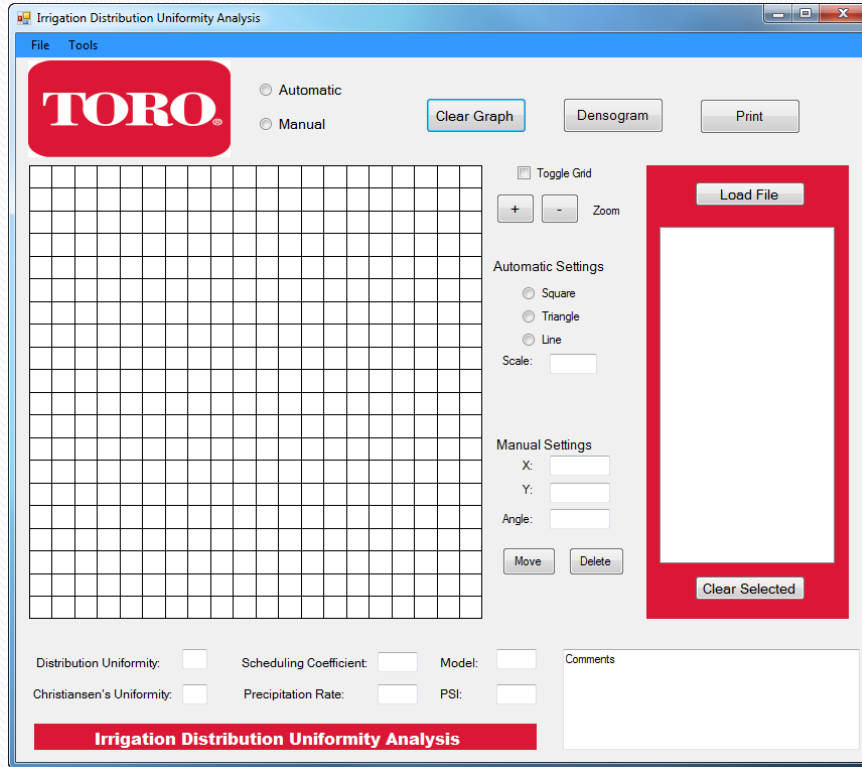 Irrigation Distribution Uniformity Analysis
File Tools
TORO.
Automatic
Manual
Clear Graph
Densogram
Print
Toggle Grid
+ - Zoom
Automatic Settings
Square
Triangle
Line
Scale:
Manual Settings
X:
Y:
Angle:
Move Delete
Load File
Clear Selected
Distribution Uniformity: Scheduling Coefficient: Model:
Christiansen's Uniformity: Precipitation Rate: PSI:
Comments
Irrigation Distribution Uniformity Analysis